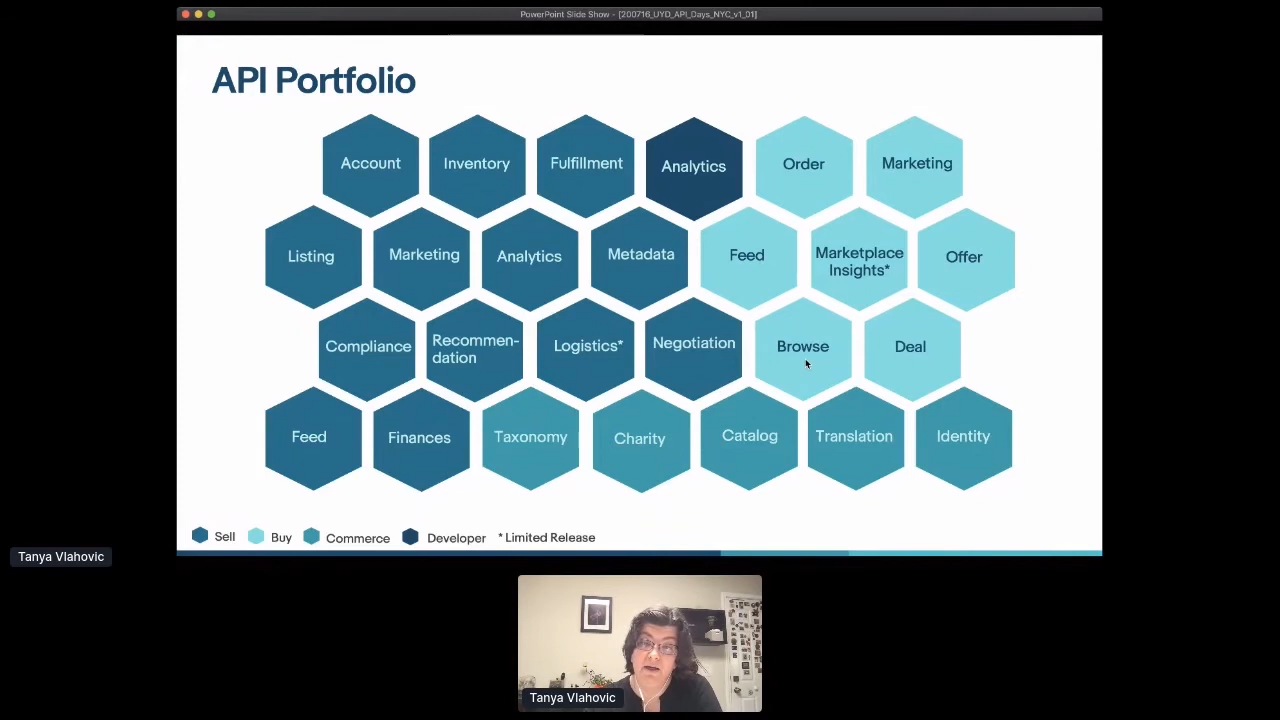 PowerPoint Slide Show - [200716_UYD_API_Days_NYC_v1_01]
API Portfolio
Account
Inventory
Fulfillment
Analytics
Order
Marketing
Listing
Marketing
Analytics
Metadata
Feed
Marketplace
Insights*
Offer
Compliance
Recommen-
dation
Logistics*
Negotiation
Browse
Deal
Feed
Finances
Taxonomy
Charity
Catalog
Translation
Identity
Sell
Buy
Commerce
Developer
* Limited Release
Tanya Vlahovic
Tanya Vlahovic